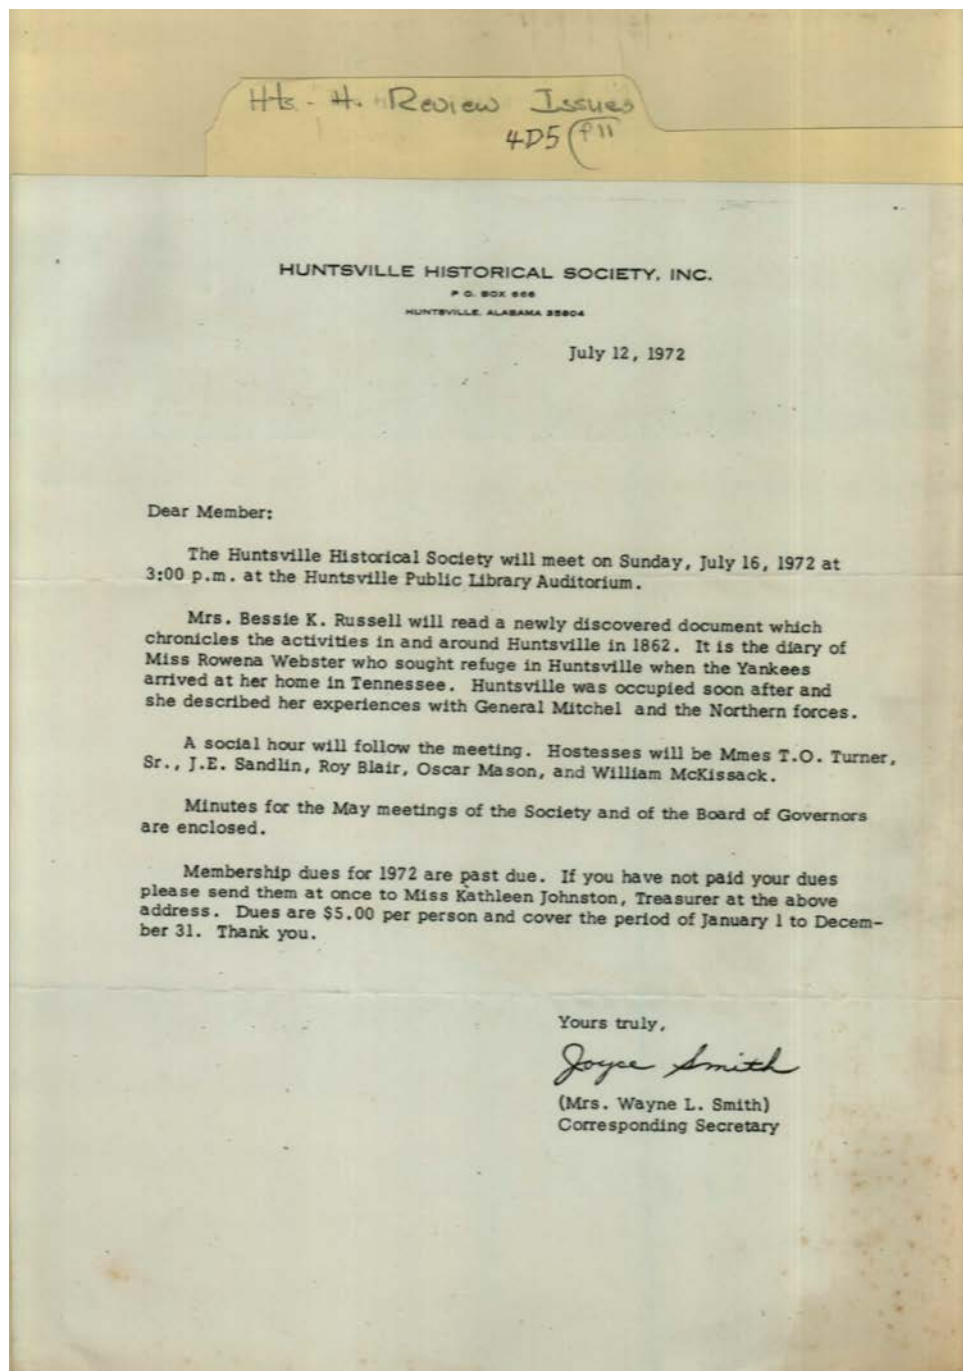 Hts. - H. Review Issues
4D5 (f11
HUNTSVILLE HISTORICAL SOCIETY, INC.
P. O. BOX 666
HUNTSVILLE, ALABAMA 35804
July 12, 1972
Dear Member:
The Huntsville Historical Society will meet on Sunday, July 16, 1972 at
3:00 p.m. at the Huntsville Public Library Auditorium.
Mrs. Bessie K. Russell will read a newly discovered document which
chronicles the activities in and around Huntsville in 1862. It is the diary of
Miss Rowena Webster who sought refuge in Huntsville when the Yankees
arrived at her home in Tennessee. Huntsville was occupied soon after and
she described her experiences with General Mitchel and the Northern forces.
A social hour will follow the meeting. Hostesses will be Mmes T.O. Turner,
Sr., J.E. Sandlin, Roy Blair, Oscar Mason, and William McKissack.
Minutes for the May meetings of the Society and of the Board of Governors
are enclosed.
Membership dues for 1972 are past due. If you have not paid your dues
please send them at once to Miss Kathleen Johnston, Treasurer at the above
address. Dues are $5.00 per person and cover the period of January 1 to Decem-
ber 31. Thank you.
Yours truly,
Joyce Smith
(Mrs. Wayne L. Smith)
Corresponding Secretary